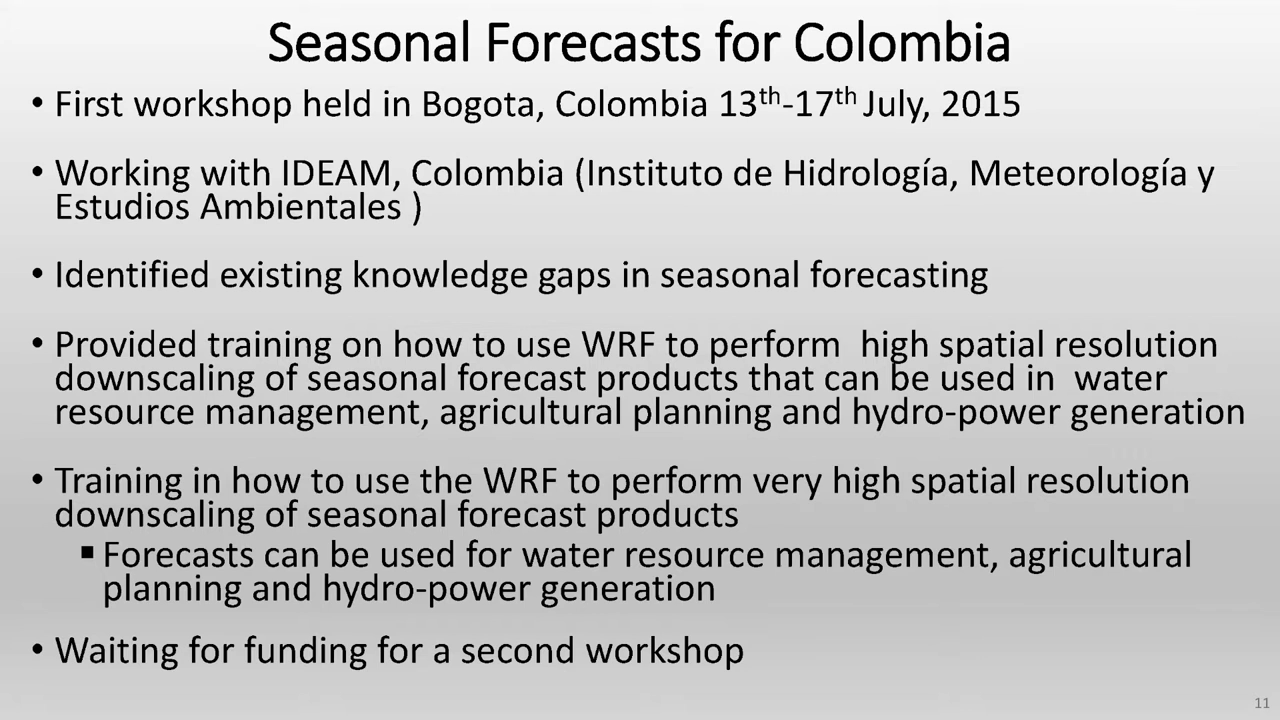 Seasonal Forecasts for Colombia
• First workshop held in Bogota, Colombia 13th-17th July, 2015
• Working with IDEAM, Colombia (Instituto de Hidrología, Meteorología y
Estudios Ambientales )
• Identified existing knowledge gaps in seasonal forecasting
• Provided training on how to use WRF to perform  high spatial resolution
downscaling of seasonal forecast products that can be used in  water
resource management, agricultural planning and hydro-power generation
• Training in how to use the WRF to perform very high spatial resolution
downscaling of seasonal forecast products
▪ Forecasts can be used for water resource management, agricultural
planning and hydro-power generation
• Waiting for funding for a second workshop
11